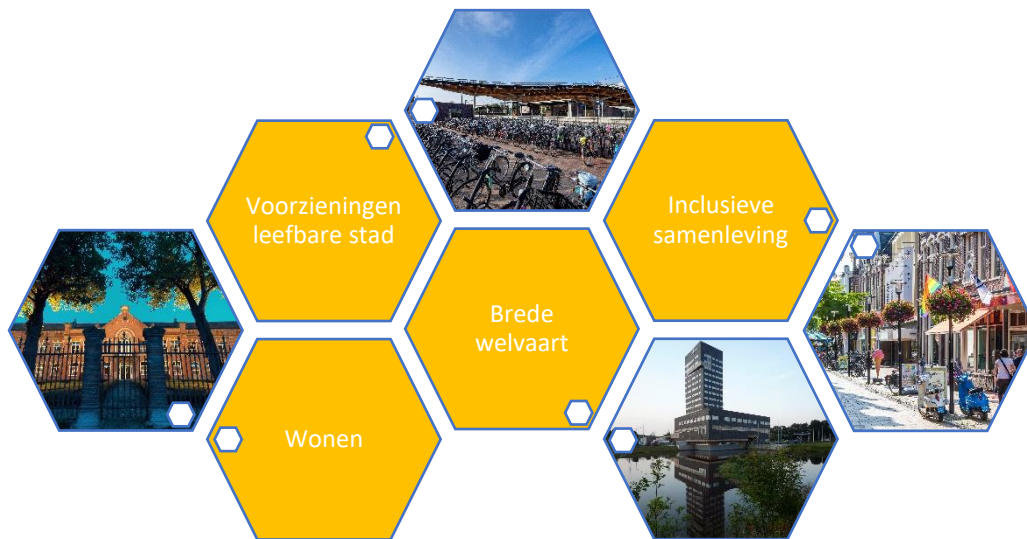 Voorzieningen
leefbare stad
Inclusieve
samenleving
Brede
welvaart
Wonen